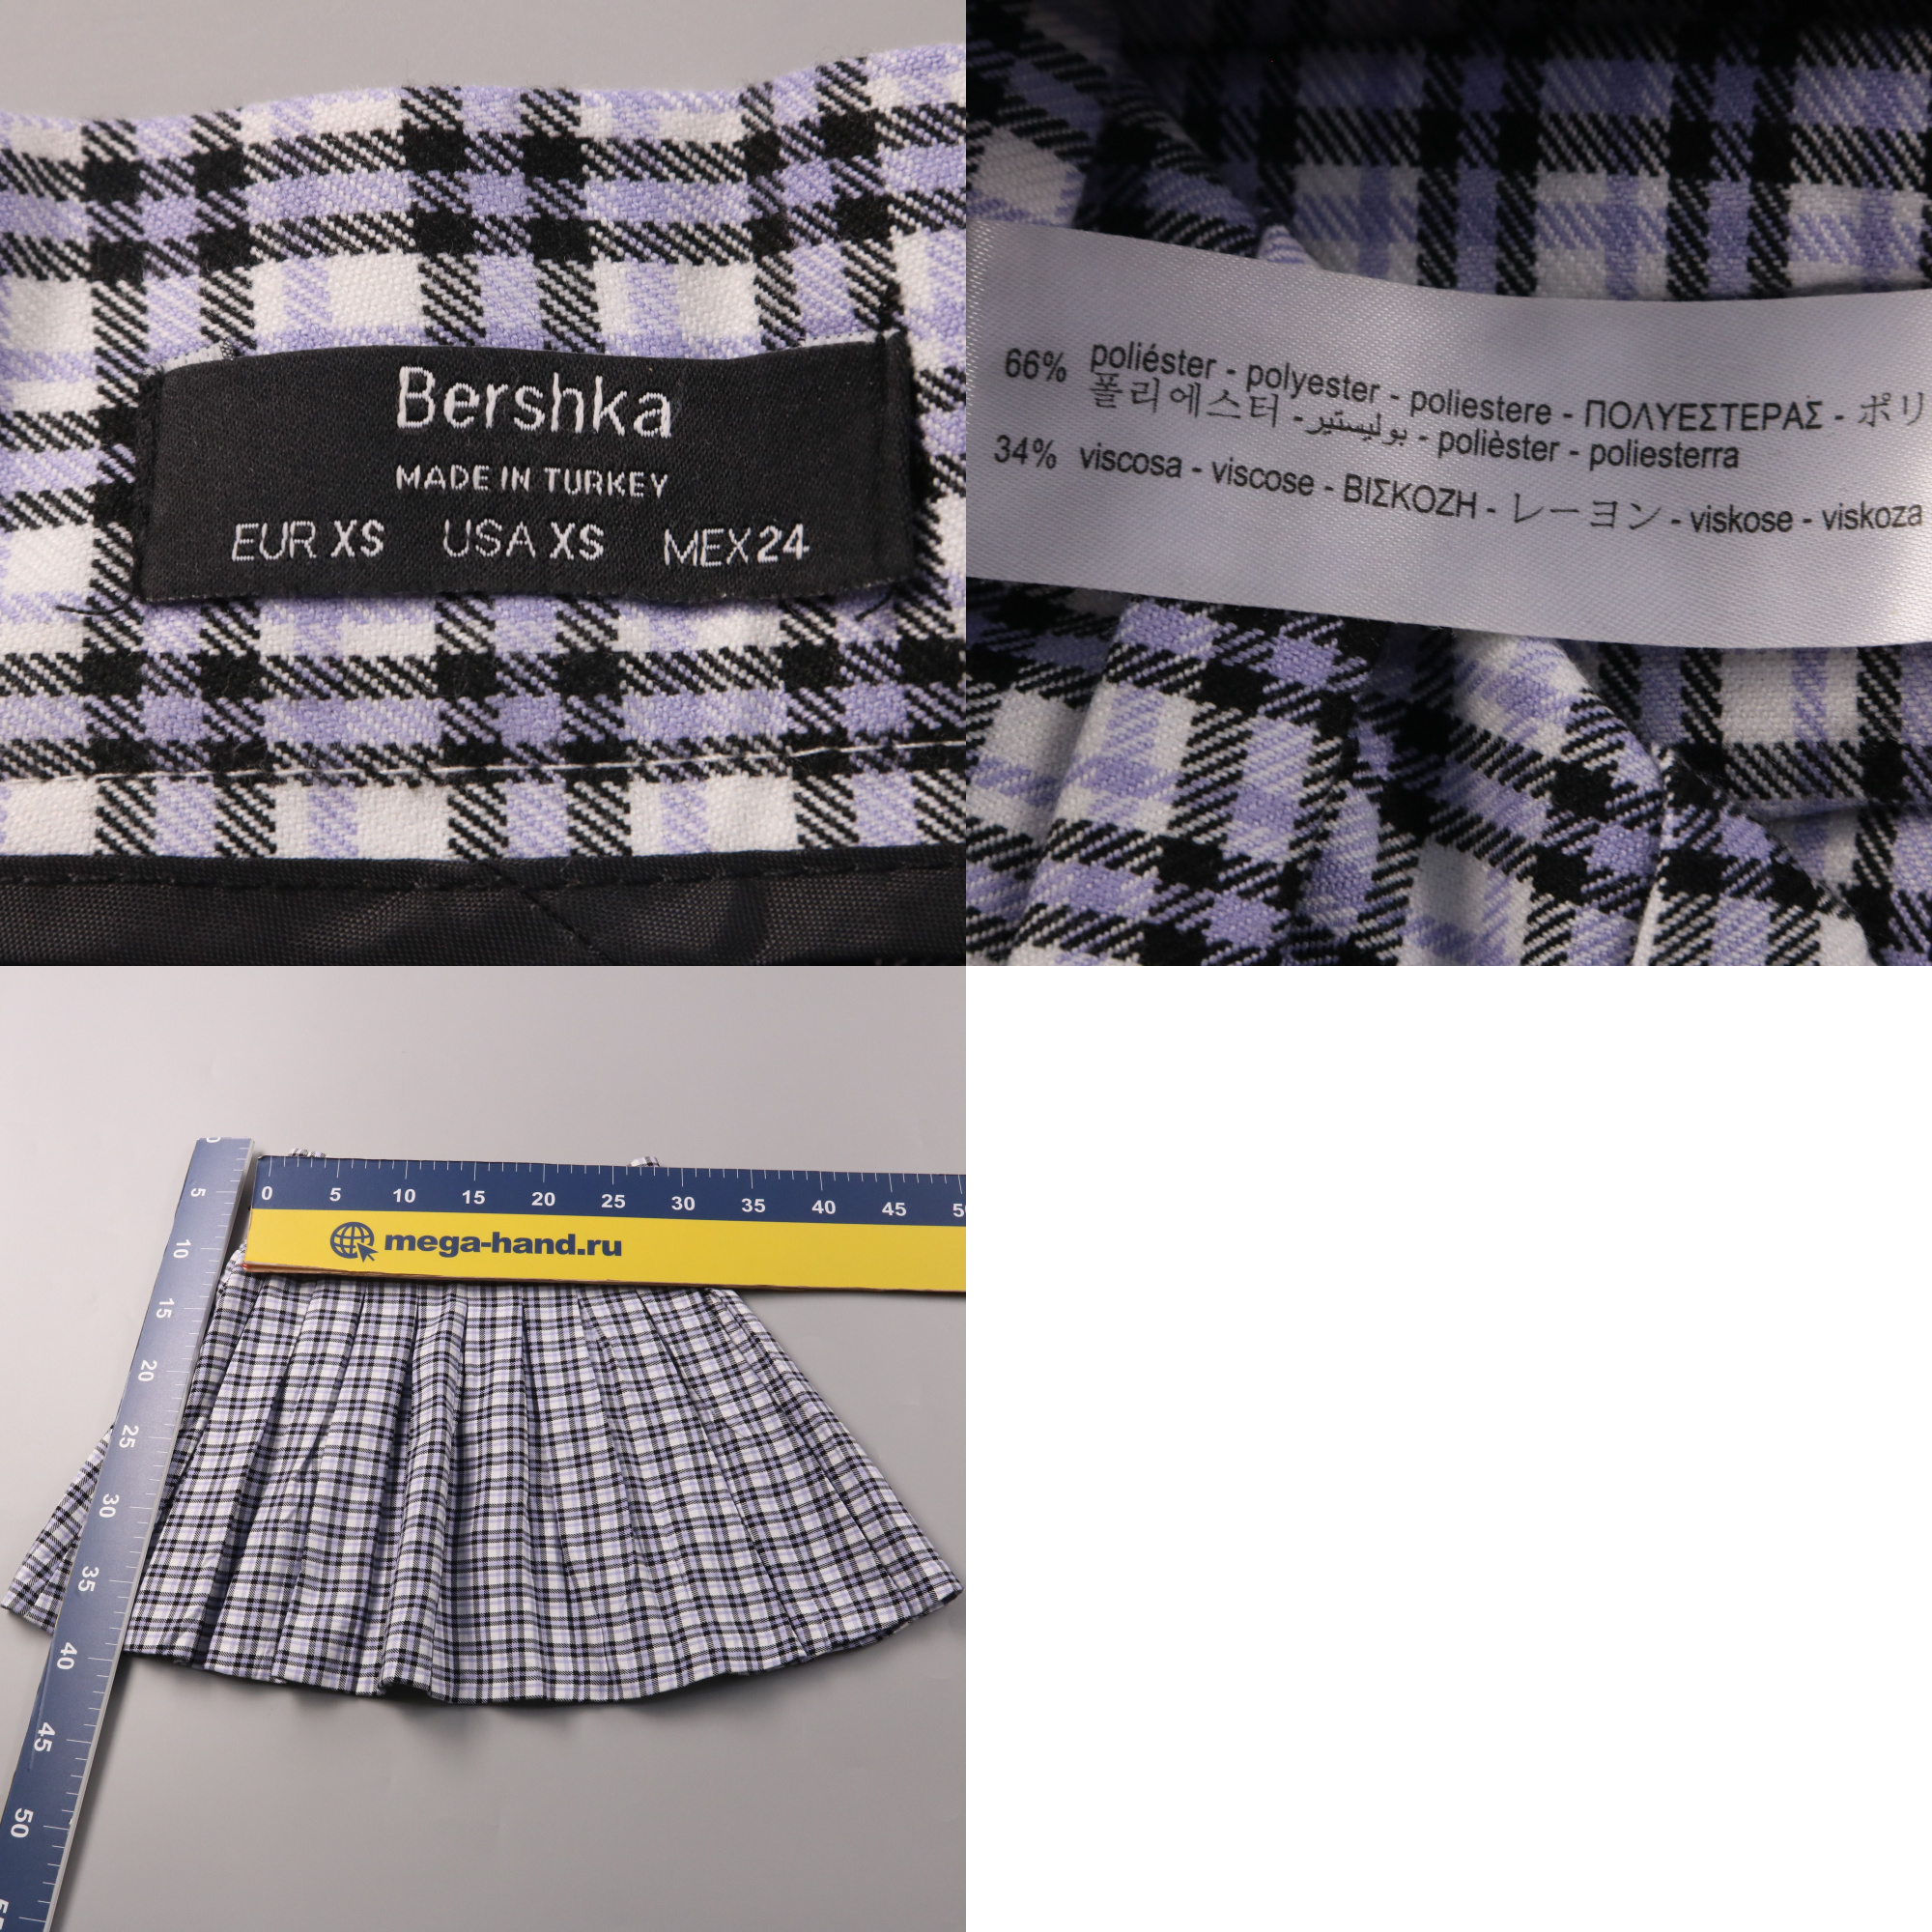 Bershka
MADE IN TURKEY
EUR XS USA XS MEX 24
66% poliéster - polyester - poliestere - ΠΟΛΥΕΣΤΕΡΑΣ - ポリ
폴리에스터 - بوليستير - polièster - poliesterra
34% viscosa - viscose - ΒΙΣΚΟΖΗ - レーヨン - viskose - viskoza
0 5 10 15 20 25 30 35 40 45
mega-hand.ru
0
5
10
15
20
25
30
35
40
45
50